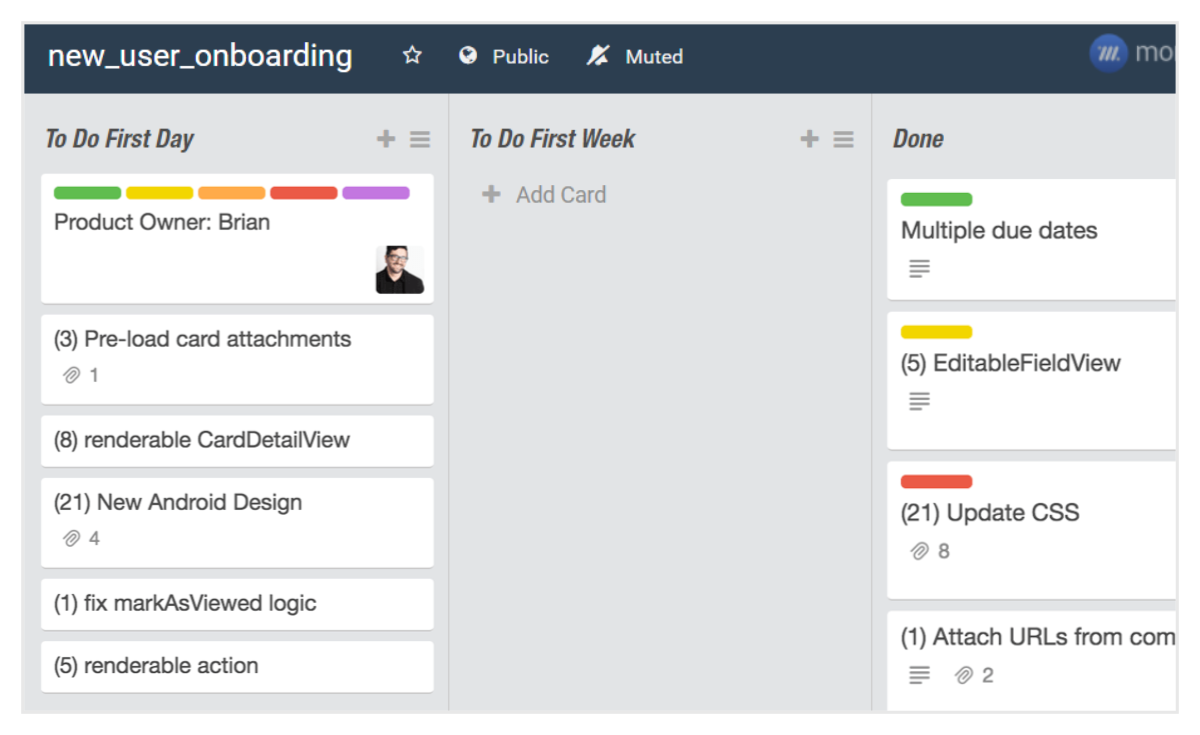 new_user_onboarding Public Muted
To Do First Day
Product Owner: Brian
(3) Pre-load card attachments
1
(8) renderable CardDetailView
(21) New Android Design
4
(1) fix markAsViewed logic
(5) renderable action
To Do First Week
Add Card
Done
Multiple due dates
(5) EditableFieldView
(21) Update CSS
8
(1) Attach URLs from com
2